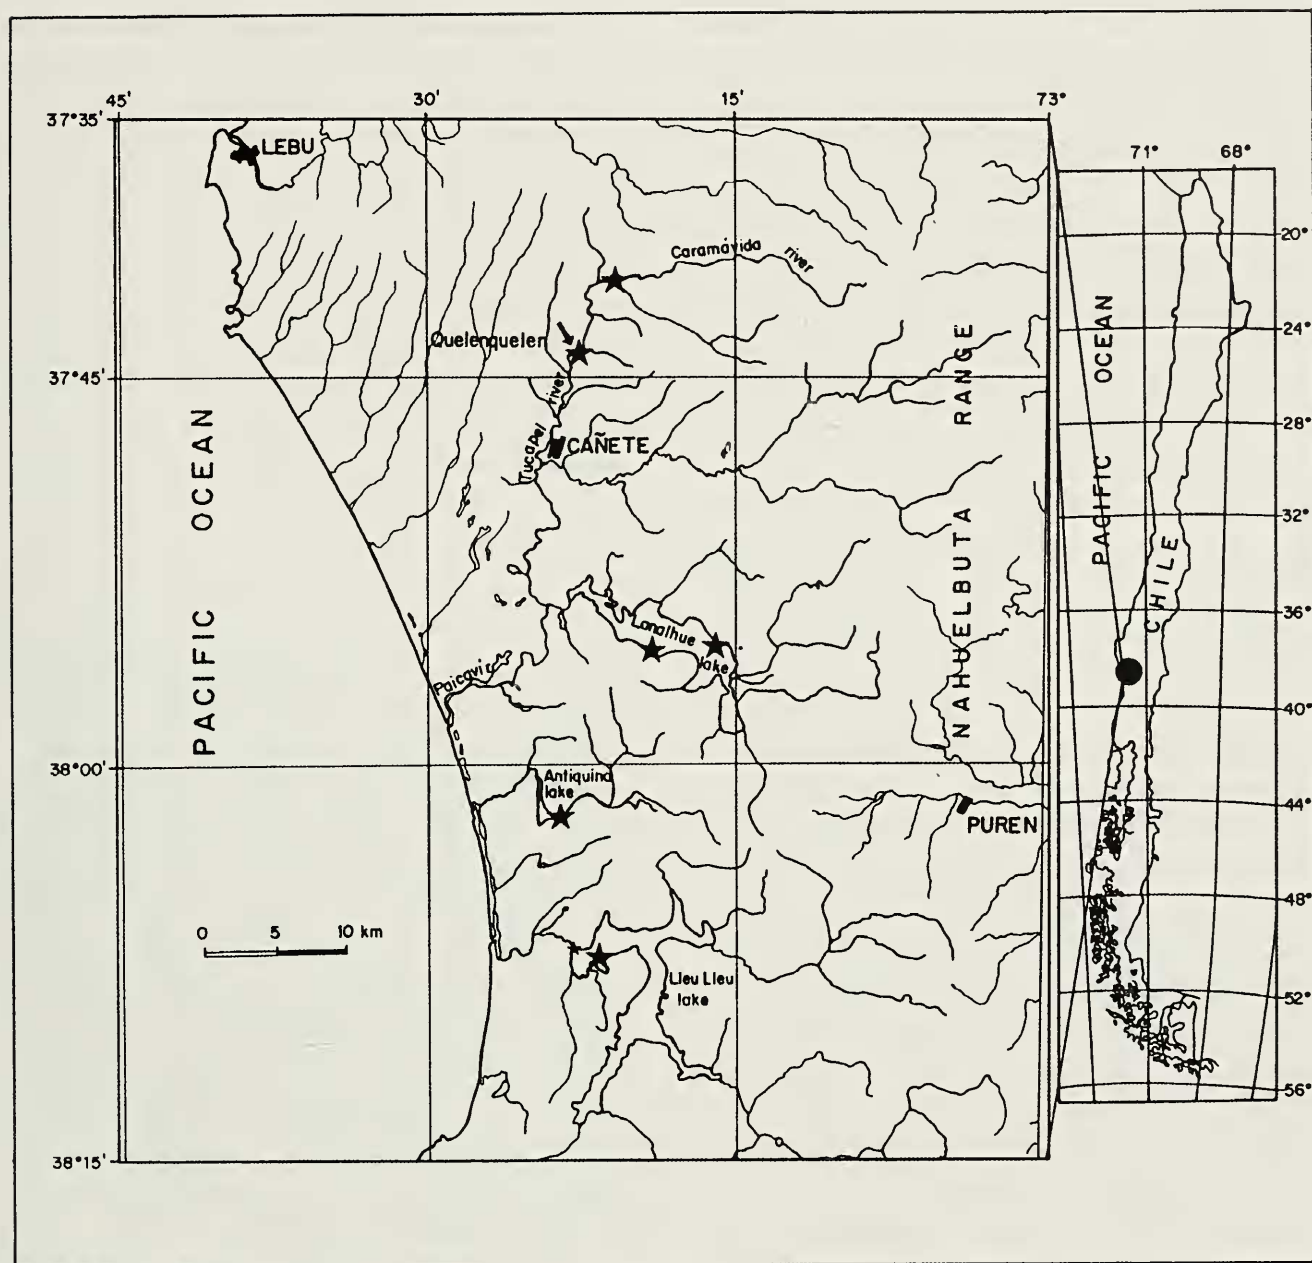 45' 30' 15' 73°
37°35'
LEBU
71° 68°
20°
Caramávida river
PACIFIC OCEAN
24°
Quelenquelen
37°45'
NAHUELBUTA RANGE
28°
Tucapel river
CAÑETE
PACIFIC OCEAN
32°
CHILE
36°
Lanalhue lake
Paicavi r.
40°
38°00'
Antiquina
lake
44°
PUREN
48°
0 5 10 km
Lleu Lleu
lake
52°
56°
38°15'